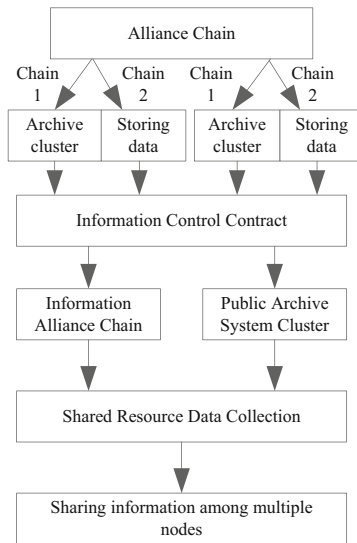 Alliance Chain
Chain 1
Chain 2
Chain 1
Chain 2
Archive cluster
Storing data
Archive cluster
Storing data
Information Control Contract
Information Alliance Chain
Public Archive System Cluster
Shared Resource Data Collection
Sharing information among multiple
nodes